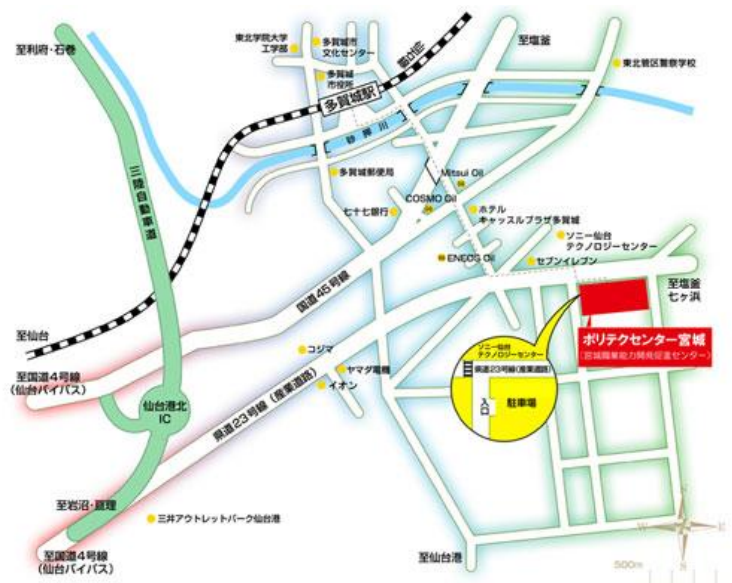 至利府・石巻
東北学院大学
工学部
多賀城市
文化センター
多賀城
市役所
至塩釜
東北管区警察学校
仙石線
多賀城駅
砂押川
三陸自動車道
多賀城郵便局
Mitsui Oil
COSMO Oil
七十七銀行
ホテル
キャッスルプラザ多賀城
ENEOS Oil
ソニー仙台
テクノロジーセンター
セブンイレブン
国道45号線
至塩釜
七ヶ浜
至仙台
ポリテクセンター宮城
(宮城職業能力開発促進センター)
コジマ
ヤマダ電機
イオン
至国道4号線
(仙台バイパス)
ソニー仙台
テクノロジーセンター
県道23号線(産業道路)
入口
駐車場
仙台港北
IC
県道23号線(産業道路)
至岩沼・亘理
三井アウトレットパーク仙台港
至国道4号線
(仙台バイパス)
至仙台港
N
W
E
S
500m